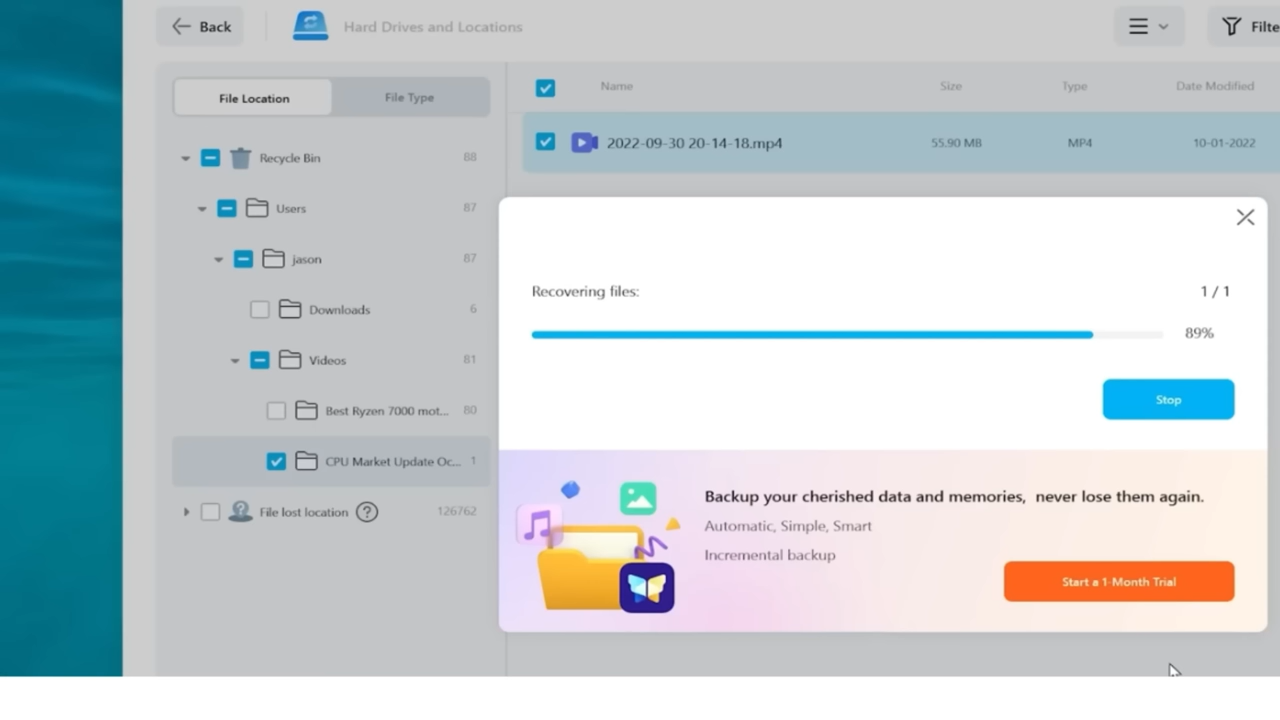 Back
Hard Drives and Locations
Filte
File Location
File Type
Name
Size
Type
Date Modified
2022-09-30 20-14-18.mp4
55.90 MB
MP4
10-01-2022
Recycle Bin
88
Users
87
jason
87
Downloads
6
Videos
81
Best Ryzen 7000 mot...
80
CPU Market Update Oc...
1
File lost location
?
126762
Recovering files:
1 / 1
89%
Stop
Backup your cherished data and memories, never lose them again.
Automatic, Simple, Smart
Incremental backup
Start a 1-Month Trial